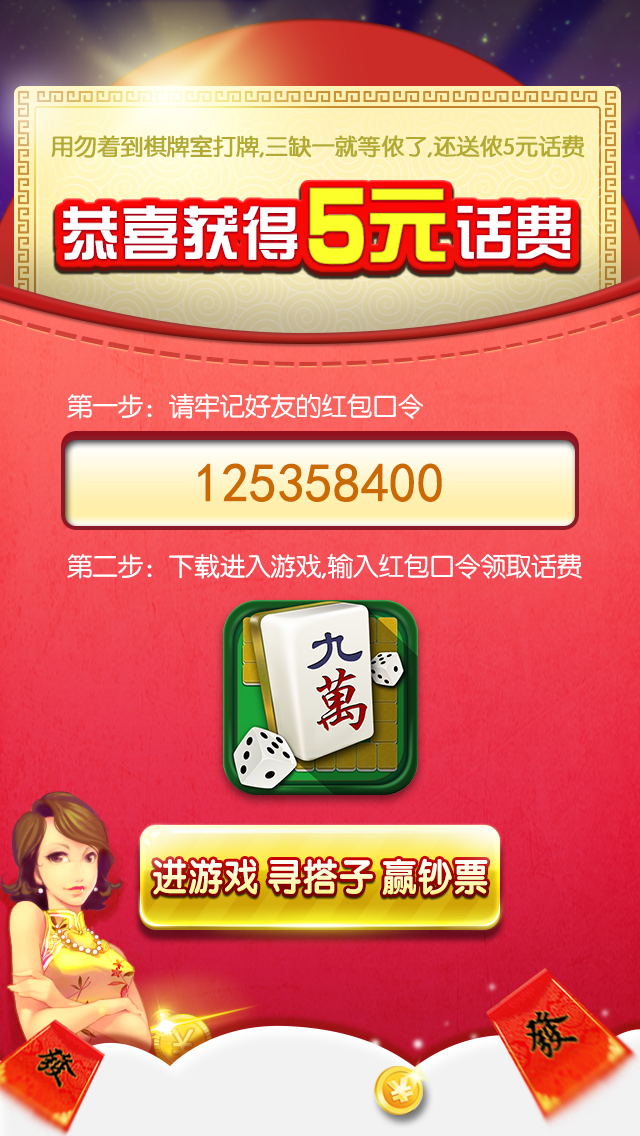 用勿着到棋牌室打牌,三缺一就等侬了,还送侬5元话费
恭喜获得5元话费
第一步：请牢记好友的红包口令
125358400
第二步：下载进入游戏,输入红包口令领取话费
九
萬
进游戏 寻搭子 赢钞票
發
發
¥
¥